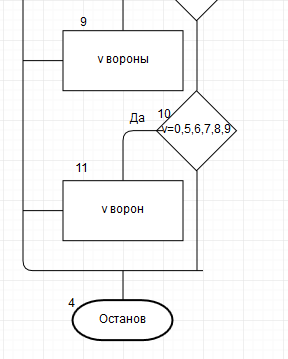 9
v вороны
Да
10
v=0,5,6,7,8,9
11
v ворон
4
Останов